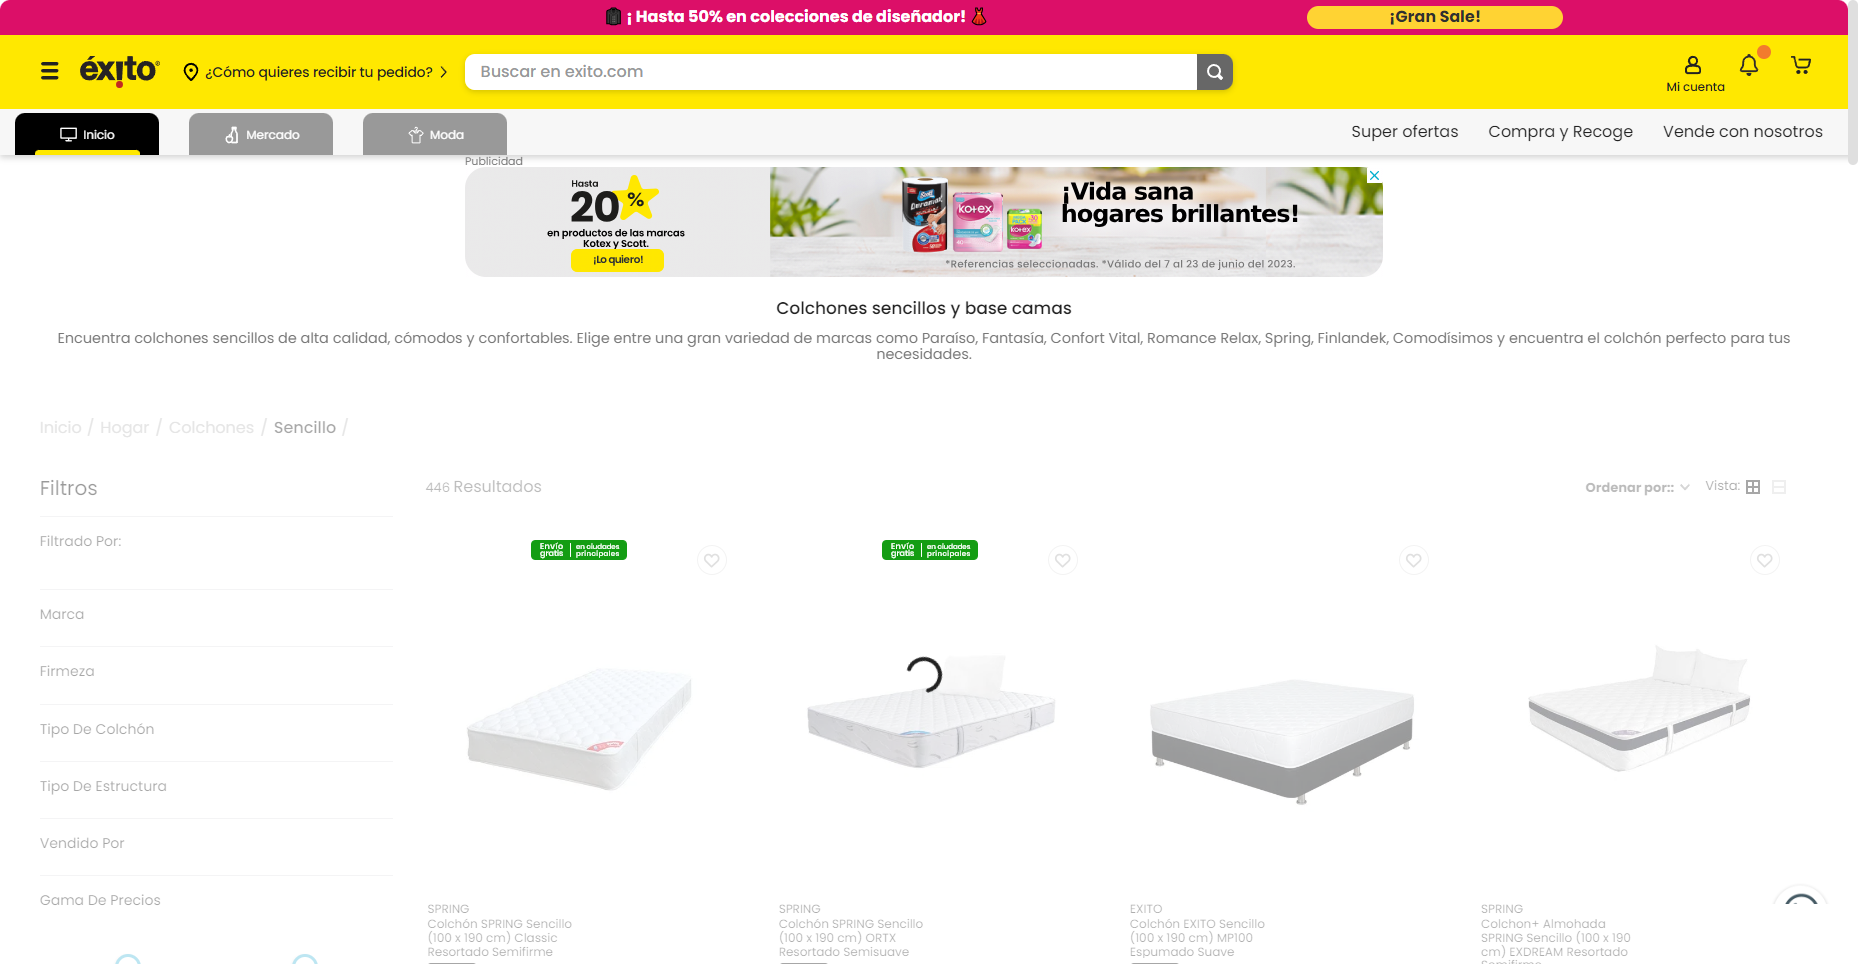 ¡ Hasta 50% en colecciones de diseñador!
¡Gran Sale!
éxito
¿Cómo quieres recibir tu pedido?
Buscar en exito.com
Mi cuenta
Inicio
Mercado
Moda
Super ofertas
Compra y Recoge
Vende con nosotros
Publicidad
Hasta
20%
en productos de las marcas
Kotex y Scott.
¡Lo quiero!
Scott
Duramax
kotex
kotex
¡Vida sana
hogares brillantes!
*Referencias seleccionadas. *Válido del 7 al 23 de junio del 2023.
Colchones sencillos y base camas
Encuentra colchones sencillos de alta calidad, cómodos y confortables. Elige entre una gran variedad de marcas como Paraíso, Fantasía, Confort Vital, Romance Relax, Spring, Finlandek, Comodísimos y encuentra el colchón perfecto para tus
necesidades.
Inicio / Hogar / Colchones / Sencillo /
Filtros
446 Resultados
Ordenar por::
Vista:
Filtrado Por:
Marca
Firmeza
Tipo De Colchón
Tipo De Estructura
Vendido Por
Gama De Precios
Envío
gratis
en ciudades
principales
Envío
gratis
en ciudades
principales
SPRING
Colchón SPRING Sencillo
(100 x 190 cm) Classic
Resortado Semifirme
SPRING
Colchón SPRING Sencillo
(100 x 190 cm) ORTX
Resortado Semisuave
EXITO
Colchón EXITO Sencillo
(100 x 190 cm) MP100
Espumado Suave
SPRING
Colchon+ Almohada
SPRING Sencillo (100 x 190
cm) EXDREAM Resortado
Semifirme